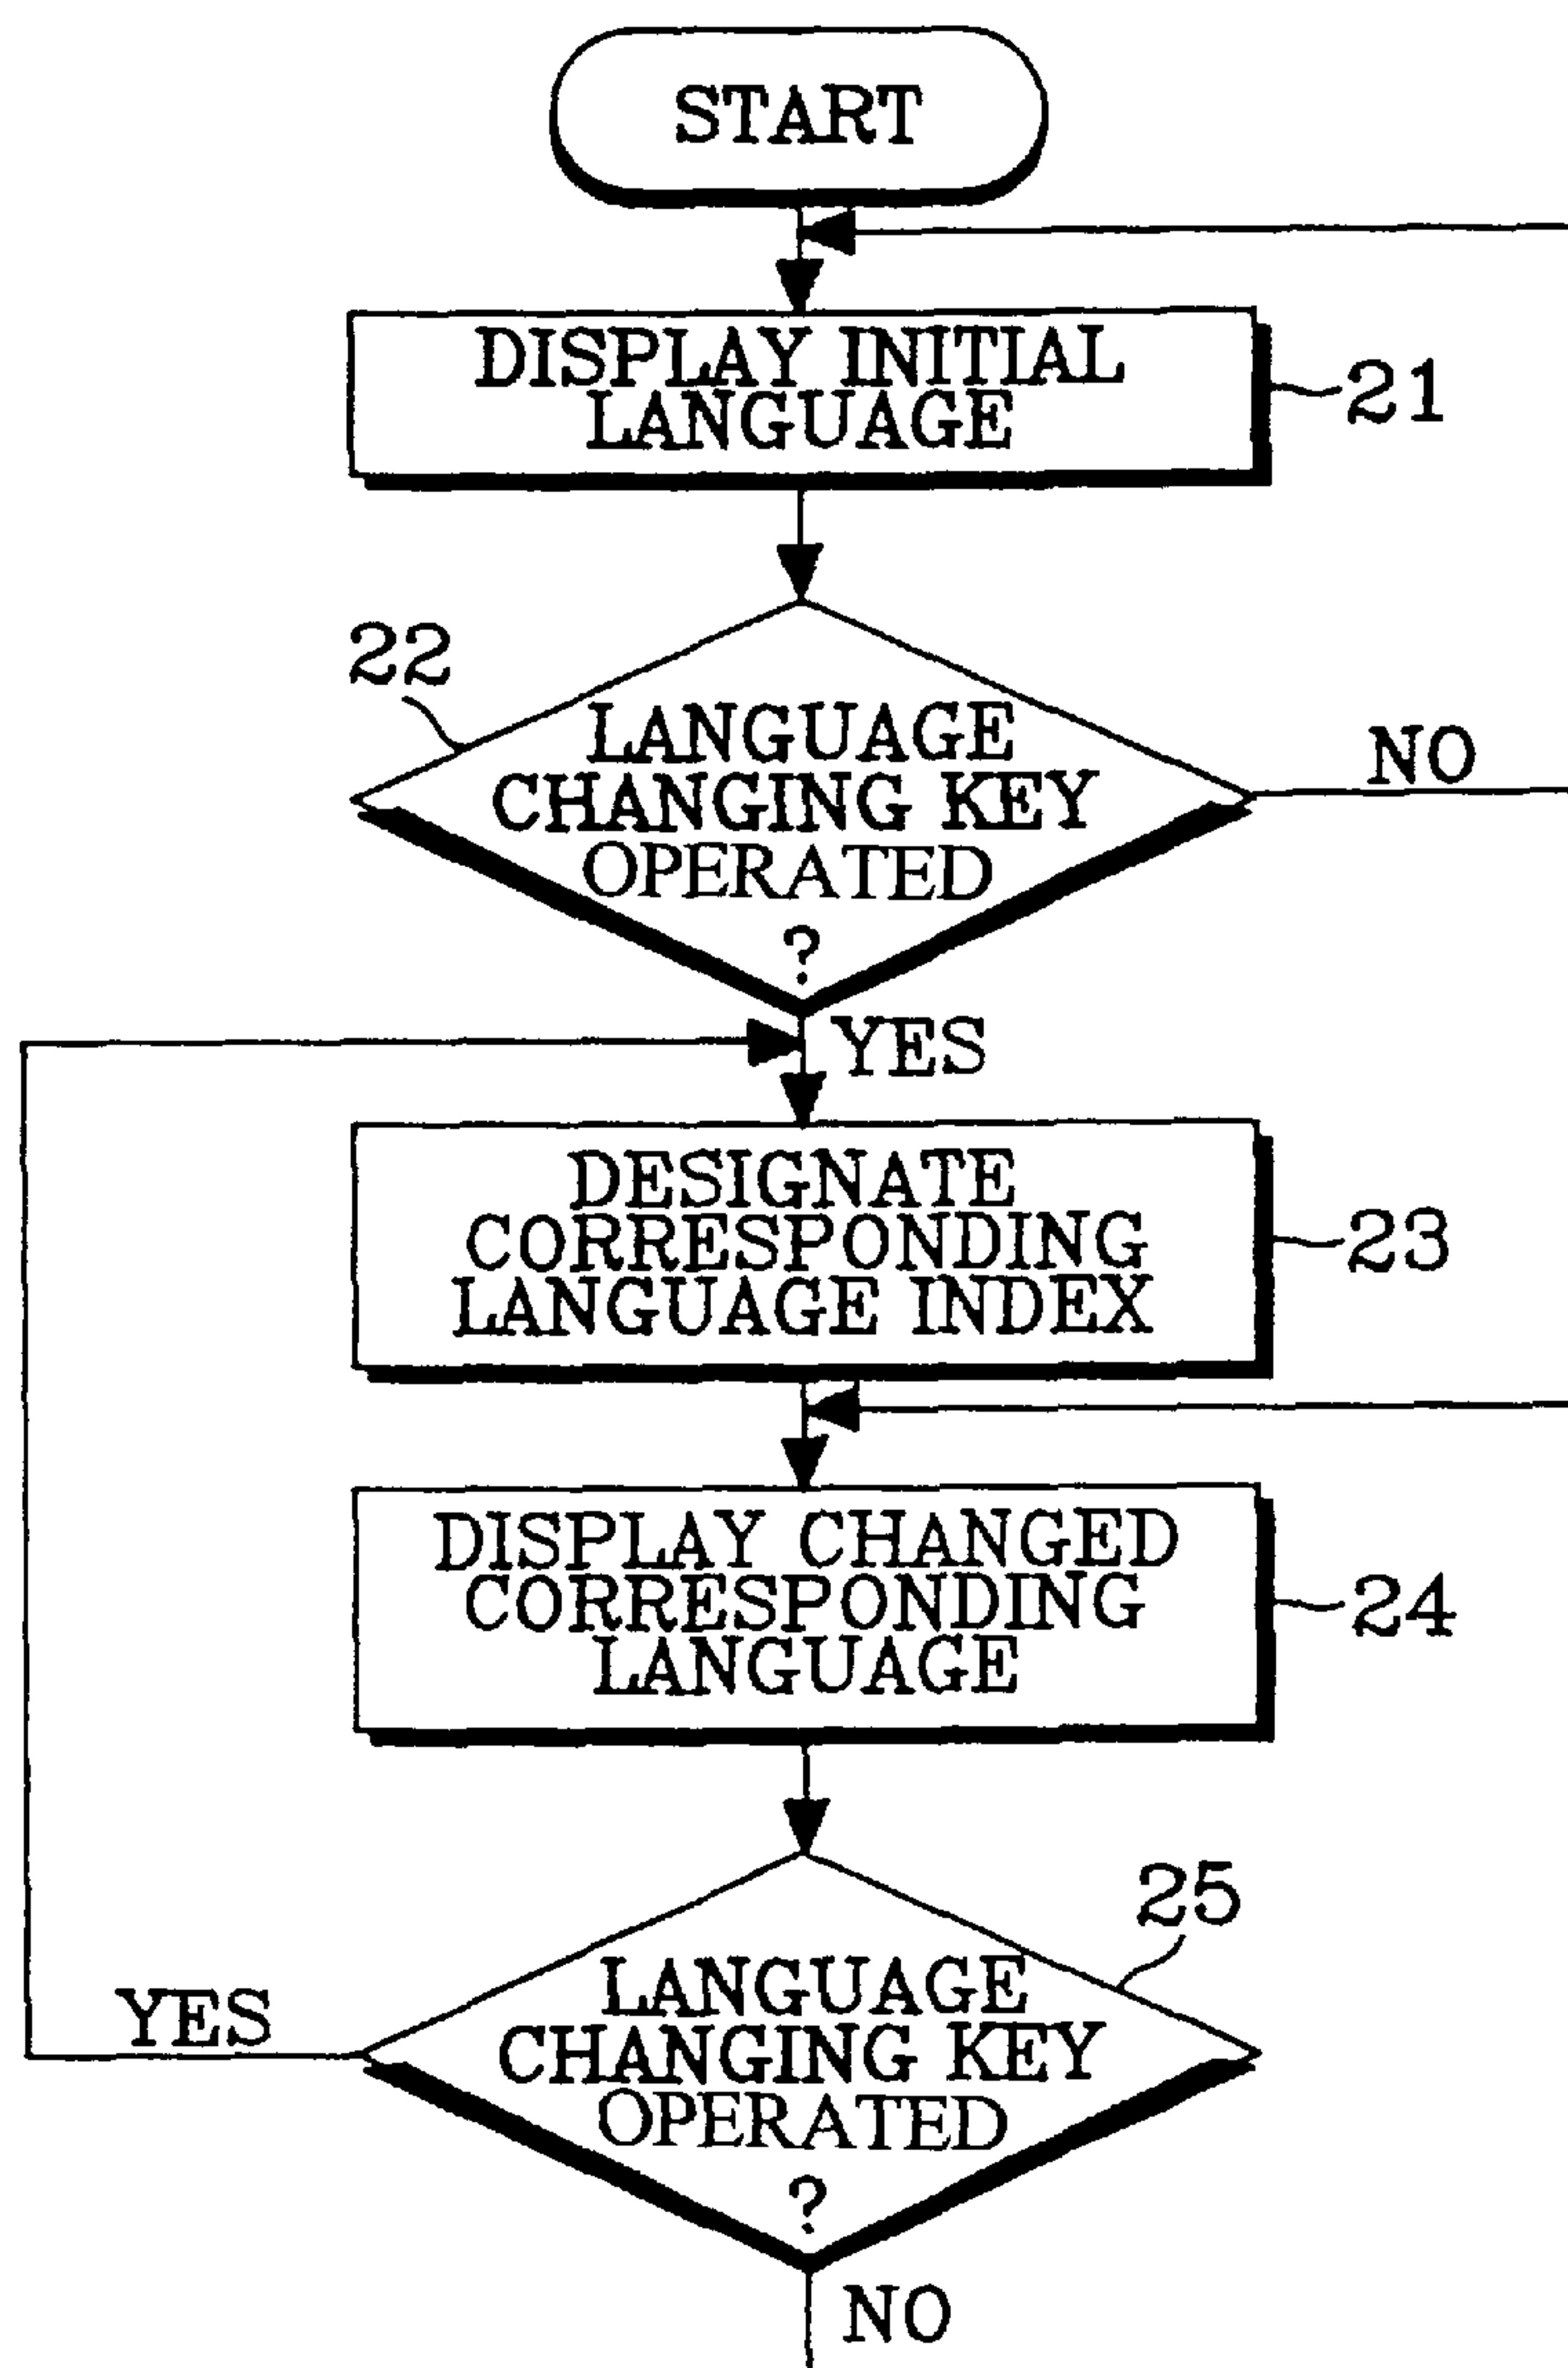 START
DISPLAY INITIAL
LANGUAGE
21
22
LANGUAGE
CHANGING KEY
OPERATED
?
NO
YES
DESIGNATE
CORRESPONDING
LANGUAGE INDEX
23
DISPLAY CHANGED
CORRESPONDING
LANGUAGE
24
25
LANGUAGE
CHANGING KEY
OPERATED
?
YES
NO